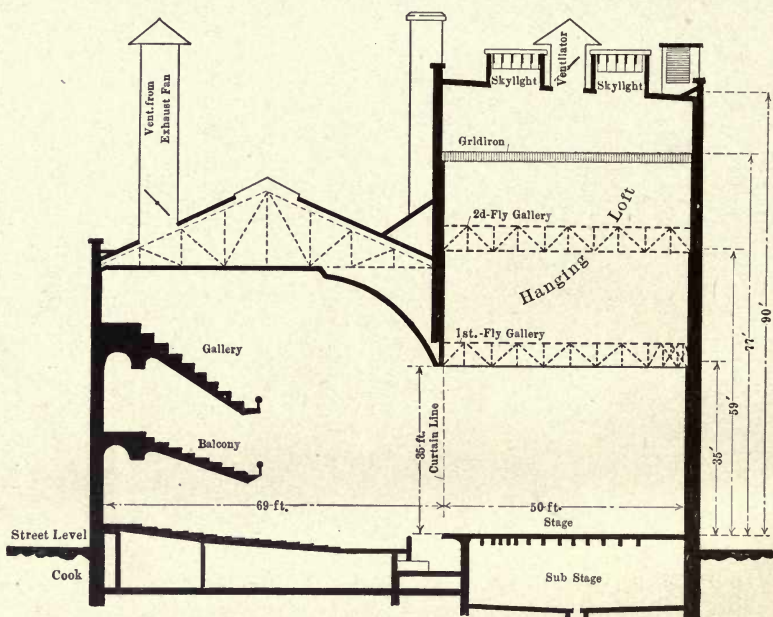 Vent.from
Exhaust Fan
Skylight
Ventilator
Skylight
Gridiron
2d-Fly Gallery
Hanging Loft
1st.-Fly Gallery
Gallery
Balcony
35 ft.
Curtain Line
69 ft.
50 ft.
35'
59'
77'
90'
Stage
Street Level
Cook
Sub Stage